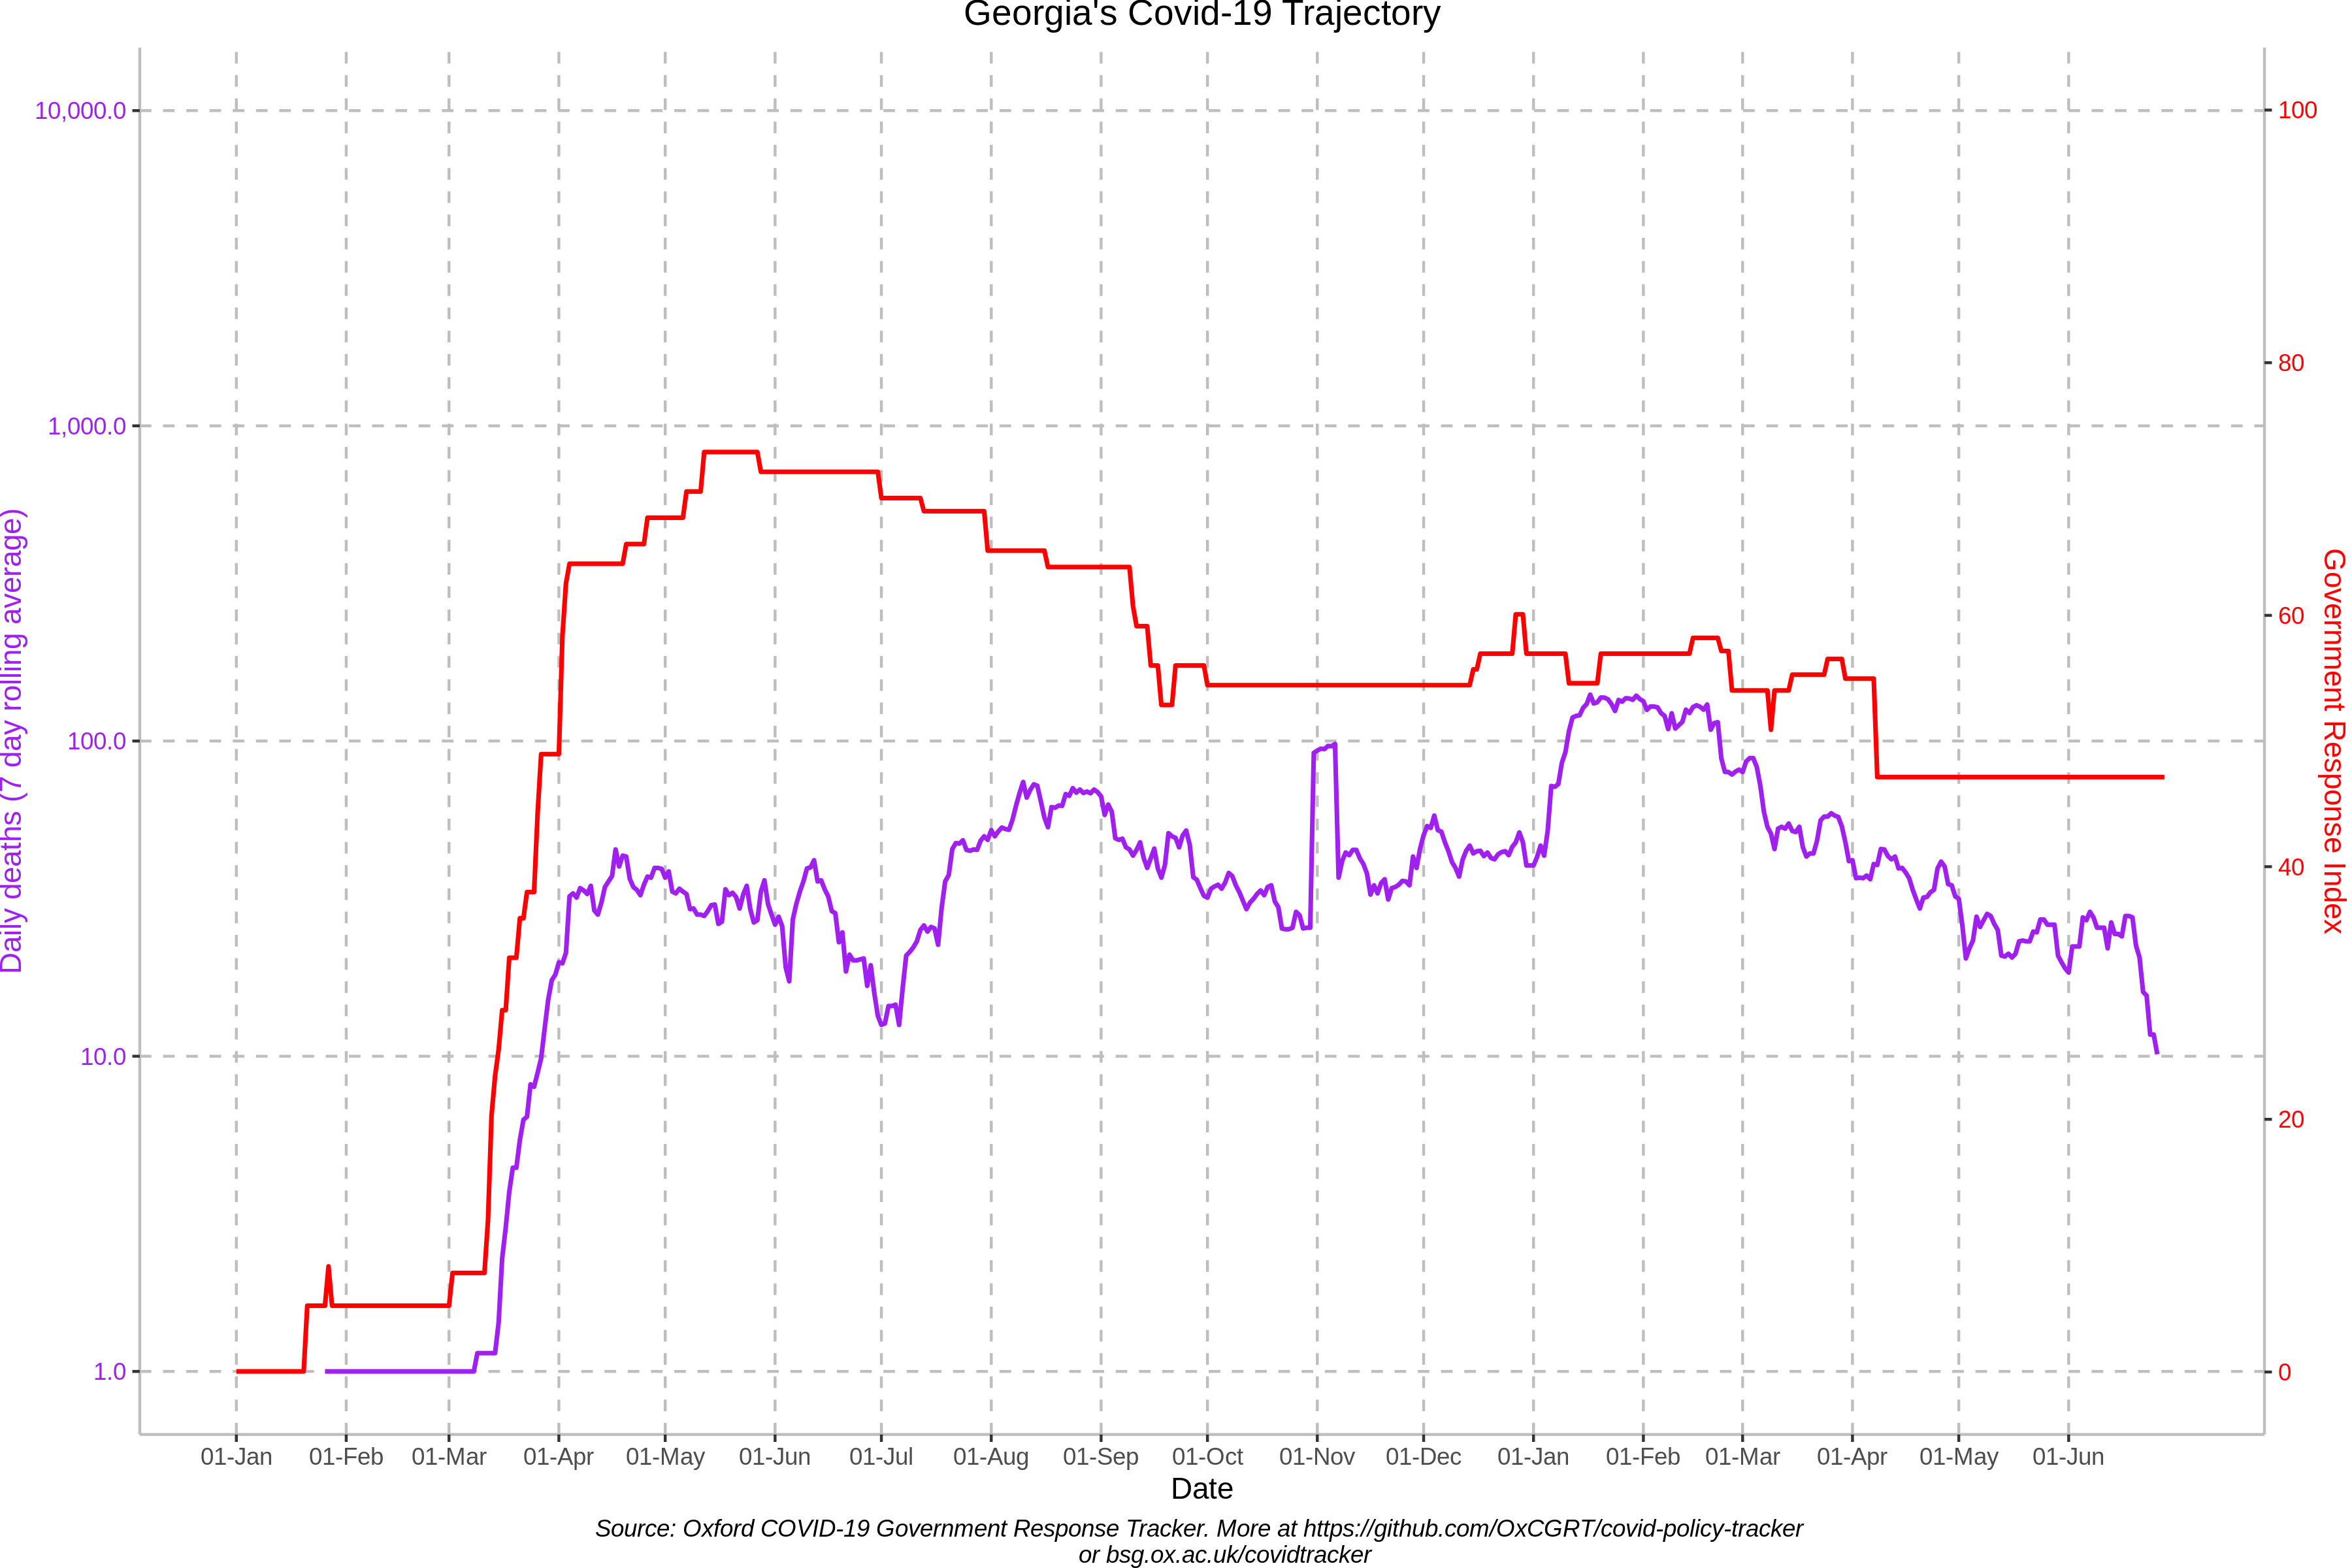 Georgia's Covid-19 Trajectory
10,000.0
1,000.0
100.0
10.0
1.0
Daily deaths (7 day rolling average)
100
80
60
40
20
0
Government Response Index
01-Jan 01-Feb 01-Mar 01-Apr 01-May 01-Jun 01-Jul 01-Aug 01-Sep 01-Oct 01-Nov 01-Dec 01-Jan 01-Feb 01-Mar 01-Apr 01-May 01-Jun
Date
Source: Oxford COVID-19 Government Response Tracker. More at https://github.com/OxCGRT/covid-policy-tracker
or bsg.ox.ac.uk/covidtracker